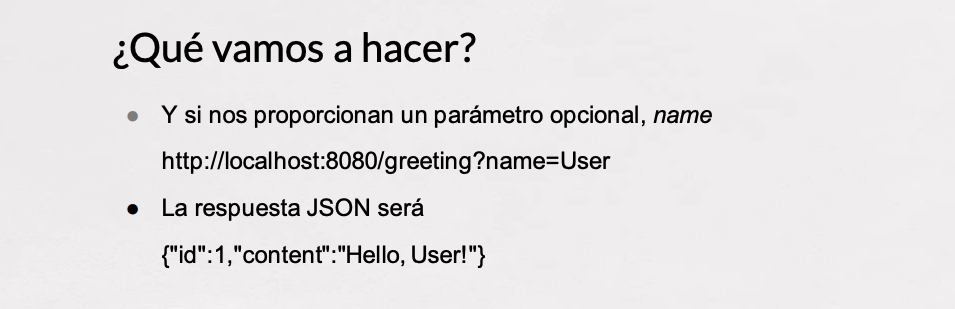 ¿Qué vamos a hacer?
● Y si nos proporcionan un parámetro opcional, name
http://localhost:8080/greeting?name=User
● La respuesta JSON será
{"id":1,"content":"Hello, User!"}